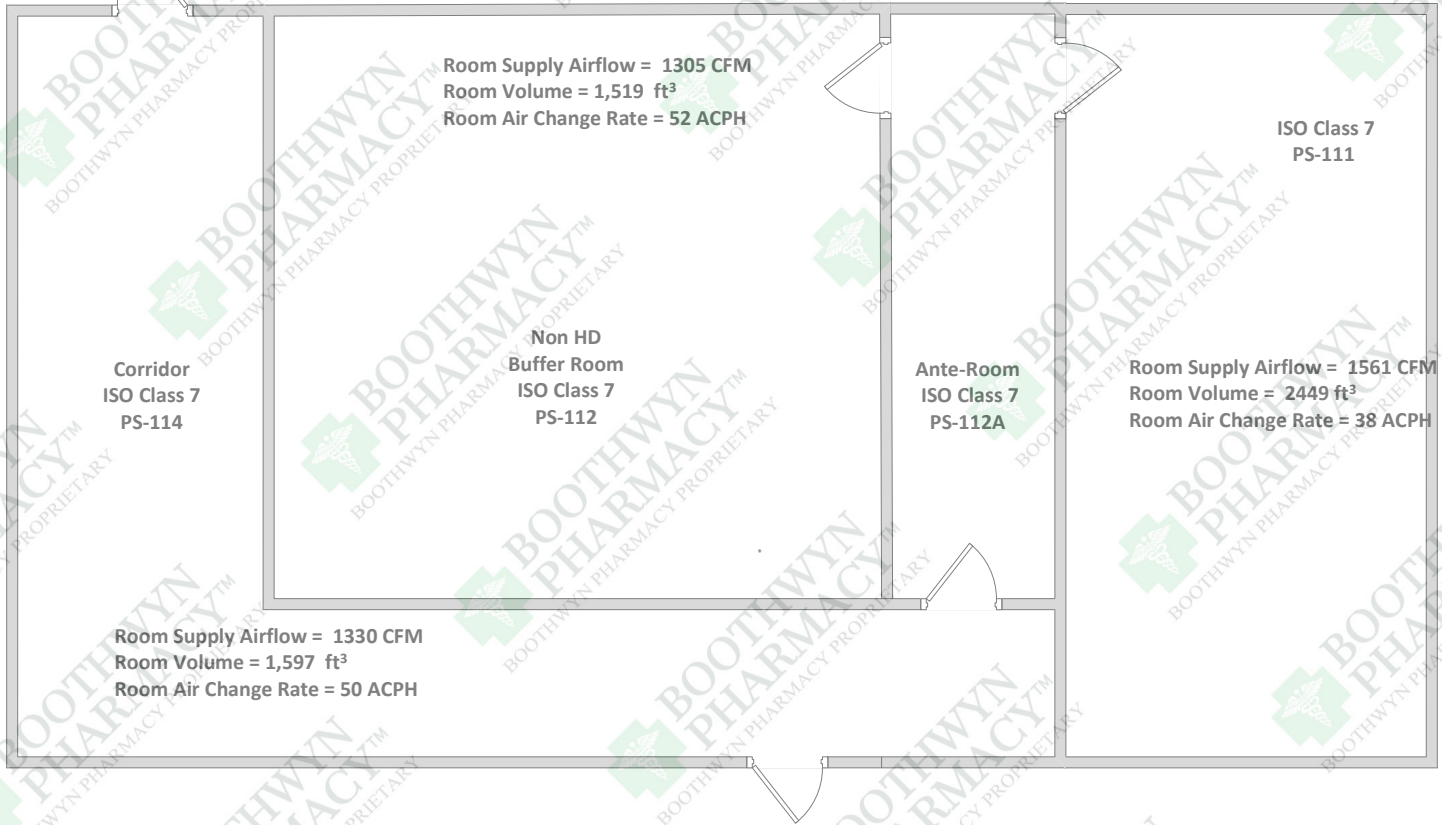 Room Supply Airflow = 1305 CFM
Room Volume = 1,519 ft³
Room Air Change Rate = 52 ACPH
ISO Class 7
PS-111
Non HD
Buffer Room
ISO Class 7
PS-112
Corridor
ISO Class 7
PS-114
Ante-Room
ISO Class 7
PS-112A
Room Supply Airflow = 1561 CFM
Room Volume = 2449 ft³
Room Air Change Rate = 38 ACPH
Room Supply Airflow = 1330 CFM
Room Volume = 1,597 ft³
Room Air Change Rate = 50 ACPH
BOOTHWYN
PHARMACY™
BOOTHWYN PHARMACY PROPRIETARY